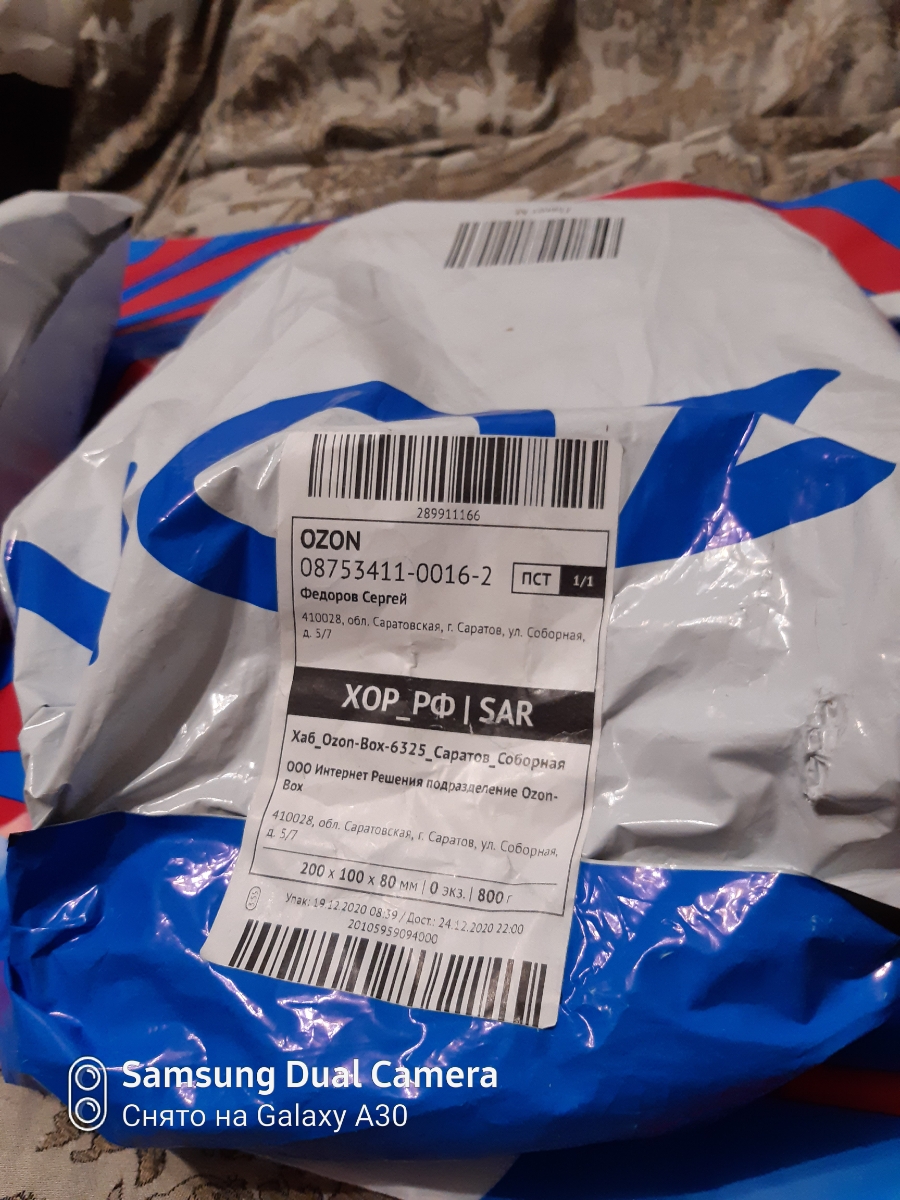 289911166
OZON
08753411-0016-2 ПСТ 1/1
Федоров Сергей
410028, обл. Саратовская, г. Саратов, ул. Соборная,
д. 5/7
ХОР_РФ | SAR
Хаб_Ozon-Box-6325_Саратов_Соборная
ООО Интернет Решения подразделение Ozon-
Box
410028, обл. Саратовская, г. Саратов, ул. Соборная,
д. 5/7
200 x 100 x 80 мм | 0 экз. | 800 г
Упак: 19.12.2020 08:39 / Дост.: 24.12.2020 22:00
20105959094000
Samsung Dual Camera
Снято на Galaxy A30